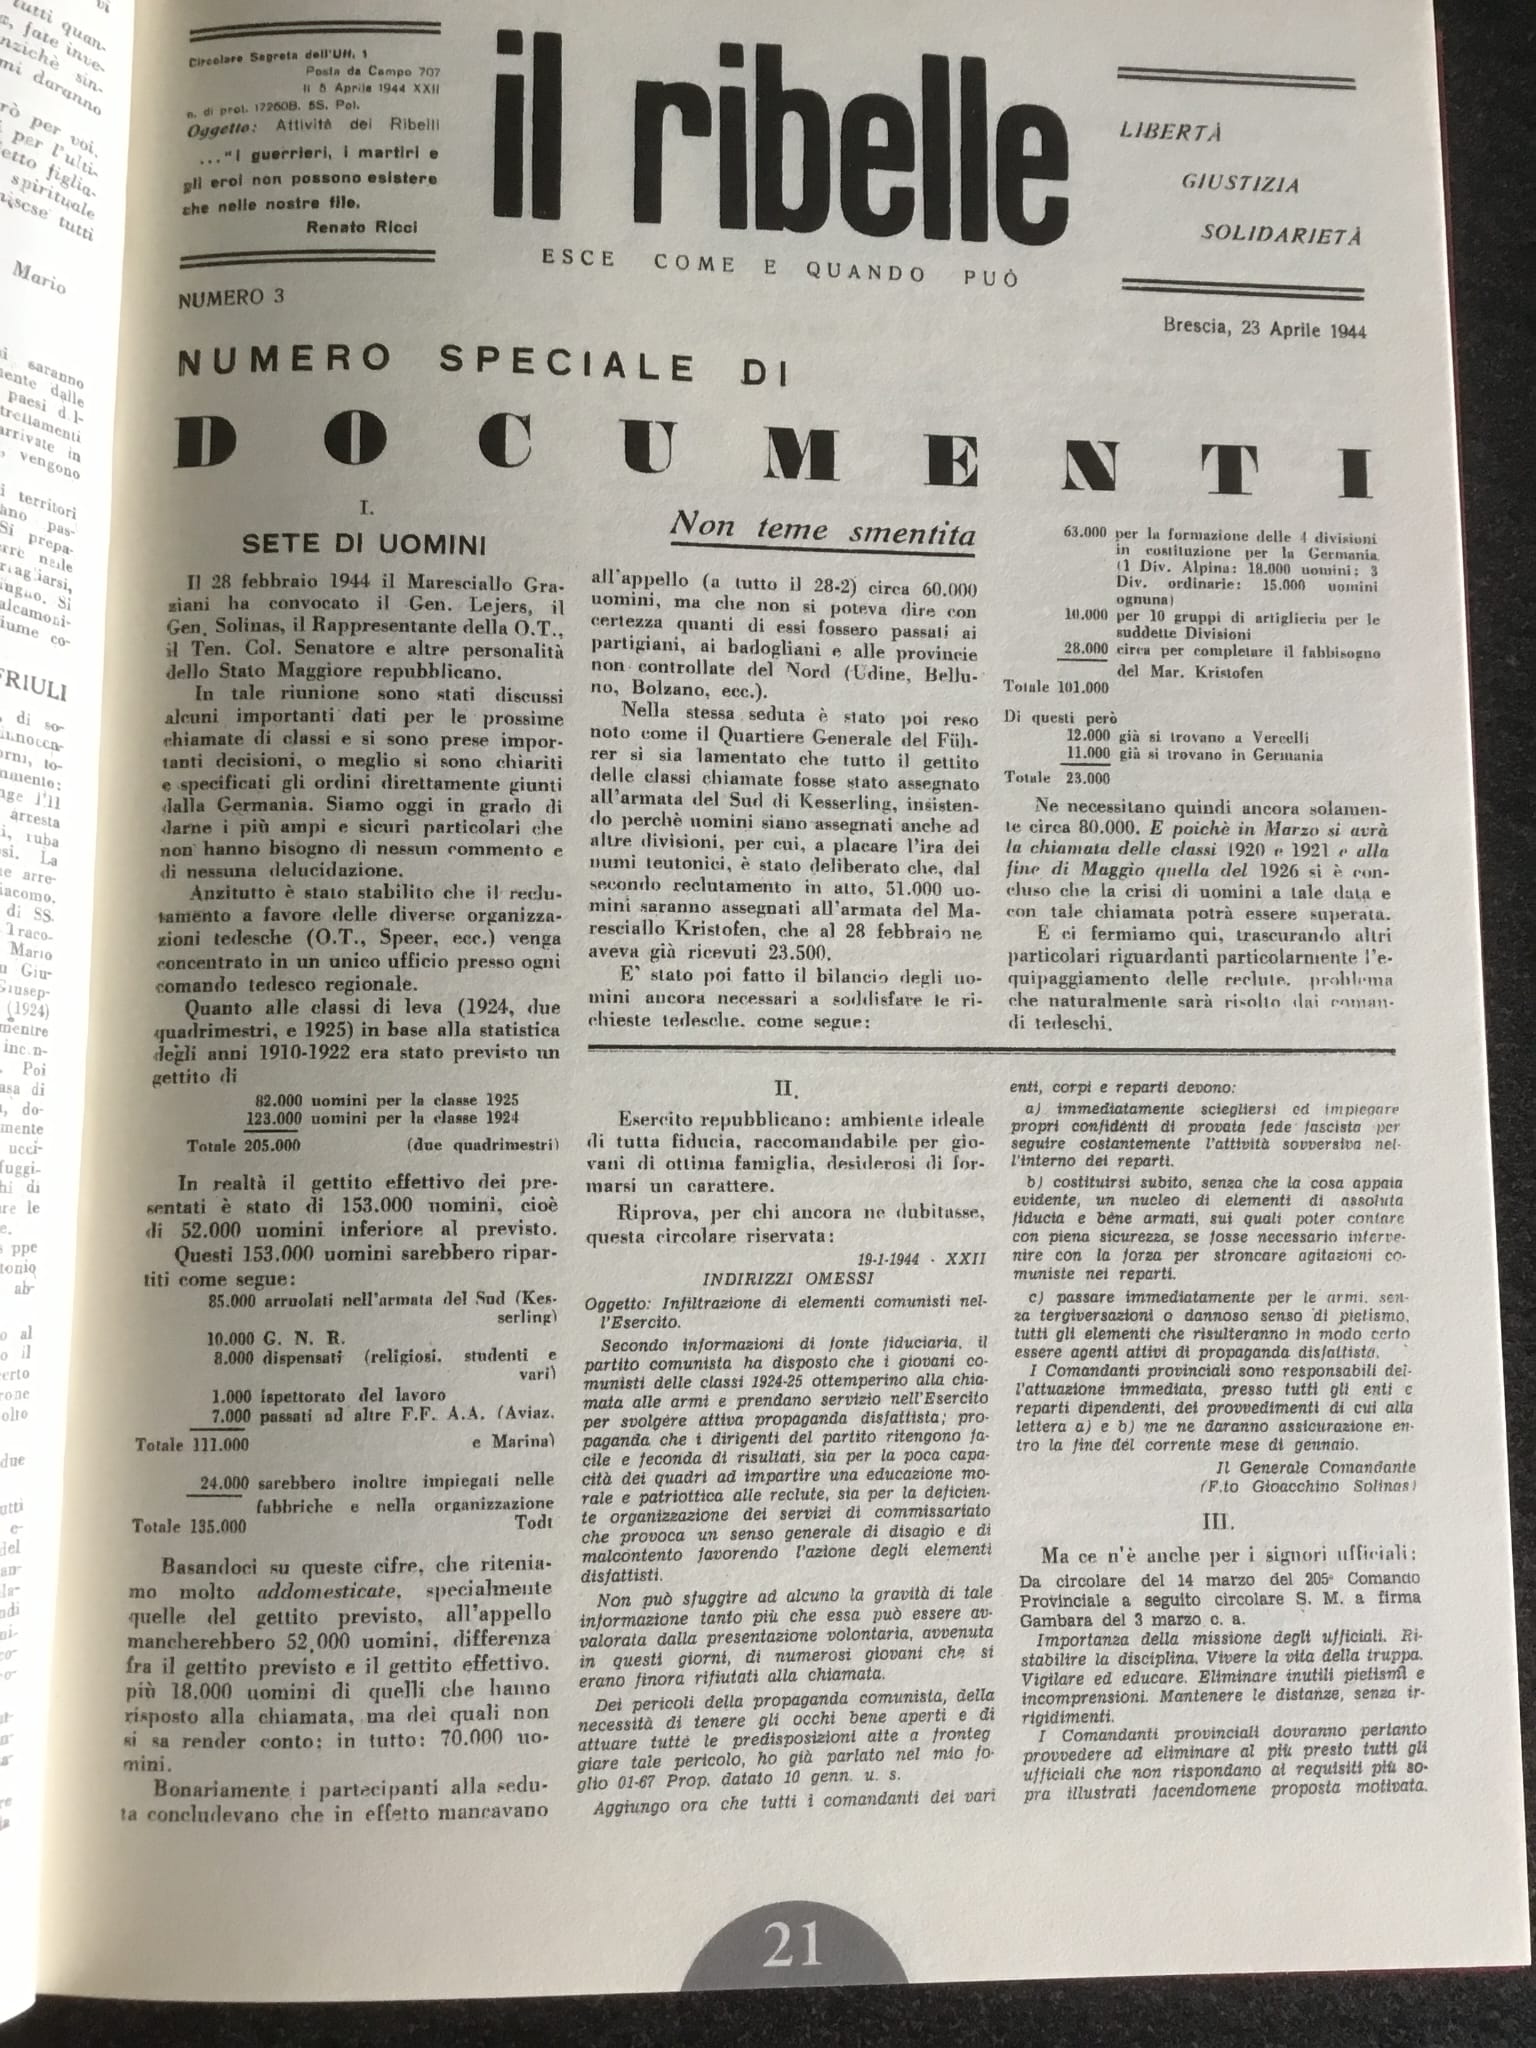 tutti quan-
fate inve-
sin-
mi daranno
per voi,
per l'ulti-
spirituale
tutti
Mario
saranno
dalle
paesi
arrivate in
vengono
territori
FRIULI
Circolare Segreta dell'Uff. 1
Posta da Campo 707
li 5 Aprile 1944 XXII
n. di prot. 17260B. 5S. Pol.
Oggetto: Attività dei Ribelli
..."I guerrieri, i martiri e
gli eroi non possono esistere
che nelle nostre file.
Renato Ricci
il ribelle
ESCE COME E QUANDO PUÒ
LIBERTÀ
GIUSTIZIA
SOLIDARIETÀ
NUMERO 3
Brescia, 23 Aprile 1944
NUMERO SPECIALE DI
DOCUMENTI
I.
SETE DI UOMINI
Il 28 febbraio 1944 il Maresciallo Gra-
ziani ha convocato il Gen. Lejers, il
Gen. Solinas, il Rappresentante della O.T.,
il Ten. Col. Senatore e altre personalità
dello Stato Maggiore repubblicano.
In tale riunione sono stati discussi
alcuni importanti dati per le prossime
chiamate di classi e si sono prese impor-
tanti decisioni, o meglio si sono chiariti
e specificati gli ordini direttamente giunti
dalla Germania. Siamo oggi in grado di
darne i più ampi e sicuri particolari che
non hanno bisogno di nessun commento e
di nessuna delucidazione.
Anzitutto è stato stabilito che il reclu-
tamento a favore delle diverse organizza-
zioni tedesche (O.T., Speer, ecc.) venga
concentrato in un unico ufficio presso ogni
comando tedesco regionale.
Quanto alle classi di leva (1924, due
quadrimestri, e 1925) in base alla statistica
degli anni 1910-1922 era stato previsto un
gettito di
82.000 uomini per la classe 1925
123.000 uomini per la classe 1924
Totale 205.000 (due quadrimestri)
In realtà il gettito effettivo dei pre-
sentati è stato di 153.000 uomini, cioè
di 52.000 uomini inferiore al previsto.
Questi 153.000 uomini sarebbero ripar-
titi come segue:
85.000 arruolati nell'armata del Sud (Kes-
serling)
10.000 G. N. R.
8.000 dispensati (religiosi, studenti e
vari)
1.000 ispettorato del lavoro
7.000 passati ad altre F.F. A.A. (Aviaz.
Totale 111.000 e Marina)
24.000 sarebbero inoltre impiegati nelle
fabbriche e nella organizzazione
Totale 135.000 Todt
Basandoci su queste cifre, che ritenia-
mo molto addomesticate, specialmente
quelle del gettito previsto, all'appello
mancherebbero 52.000 uomini, differenza
fra il gettito previsto e il gettito effettivo,
più 18.000 uomini di quelli che hanno
risposto alla chiamata, ma dei quali non
si sa render conto; in tutto: 70.000 uo-
mini.
Bonariamente i partecipanti alla sedu-
ta concludevano che in effetto mancavano
Non teme smentita
all'appello (a tutto il 28-2) circa 60.000
uomini, ma che non si poteva dire con
certezza quanti di essi fossero passati ai
partigiani, ai badogliani e alle provincie
non controllate del Nord (Udine, Bellu-
no, Bolzano, ecc.).
Nella stessa seduta è stato poi reso
noto come il Quartiere Generale del Füh-
rer si sia lamentato che tutto il gettito
delle classi chiamate fosse stato assegnato
all'armata del Sud di Kesserling, insisten-
do perchè uomini siano assegnati anche ad
altre divisioni, per cui, a placare l'ira dei
numi teutonici, è stato deliberato che, dal
secondo reclutamento in atto, 51.000 uo-
mini saranno assegnati all'armata del Ma-
resciallo Kristofen, che al 28 febbraio ne
aveva già ricevuti 23.500.
E' stato poi fatto il bilancio degli uo-
mini ancora necessari a soddisfare le ri-
chieste tedesche, come segue:
63.000 per la formazione delle 4 divisioni
in costituzione per la Germania
(1 Div. Alpina: 18.000 uomini; 3
Div. ordinarie: 15.000 uomini
ognuna)
10.000 per 10 gruppi di artiglieria per le
suddette Divisioni
28.000 circa per completare il fabbisogno
del Mar. Kristofen
Totale 101.000
Di questi però
12.000 già si trovano a Vercelli
11.000 già si trovano in Germania
Totale 23.000
Ne necessitano quindi ancora solamen-
te circa 80.000. E poichè in Marzo si avrà
la chiamata delle classi 1920 e 1921 e alla
fine di Maggio quella del 1926 si è con-
cluso che la crisi di uomini a tale data e
con tale chiamata potrà essere superata.
E ci fermiamo qui, trascurando altri
particolari riguardanti particolarmente l'e-
quipaggiamento delle reclute, problema
che naturalmente sarà risolto dai coman-
di tedeschi.
II.
Esercito repubblicano: ambiente ideale
di tutta fiducia, raccomandabile per gio-
vani di ottima famiglia, desiderosi di for-
marsi un carattere.
Riprova, per chi ancora ne dubitasse,
questa circolare riservata:
19-1-1944 - XXII
INDIRIZZI OMESSI
Oggetto: Infiltrazione di elementi comunisti nel-
l'Esercito.
Secondo informazioni di fonte fiduciaria, il
partito comunista ha disposto che i giovani co-
munisti delle classi 1924-25 ottemperino alla chia-
mata alle armi e prendano servizio nell'Esercito
per svolgere attiva propaganda disfattista; pro-
paganda che i dirigenti del partito ritengono fa-
cile e feconda di risultati, sia per la poca capa-
cità dei quadri ad impartire una educazione mo-
rale e patriottica alle reclute, sia per la deficien-
te organizzazione dei servizi di commissariato
che provoca un senso generale di disagio e di
malcontento favorendo l'azione degli elementi
disfattisti.
Non può sfuggire ad alcuno la gravità di tale
informazione tanto più che essa può essere av-
valorata dalla presentazione volontaria, avvenuta
in questi giorni, di numerosi giovani che si
erano finora rifiutati alla chiamata.
Dei pericoli della propaganda comunista, della
necessità di tenere gli occhi bene aperti e di
attuare tutte le predisposizioni atte a fronteg
giare tale pericolo, ho già parlato nel mio fo-
glio 01-67 Prop. datato 10 genn. u. s.
Aggiungo ora che tutti i comandanti dei vari
enti, corpi e reparti devono:
a) immediatamente sciegliersi ed impiegare
propri confidenti di provata fede fascista per
seguire costantemente l'attività sovversiva nel-
l'interno dei reparti.
b) costituirsi subito, senza che la cosa appaia
evidente, un nucleo di elementi di assoluta
fiducia e bene armati, sui quali poter contare
con piena sicurezza, se fosse necessario interve-
nire con la forza per stroncare agitazioni co-
muniste nei reparti.
c) passare immediatamente per le armi, sen-
za tergiversazioni o dannoso senso di pietismo,
tutti gli elementi che risulteranno in modo certo
essere agenti attivi di propaganda disfattista.
I Comandanti provinciali sono responsabili del-
l'attuazione immediata, presso tutti gli enti e
reparti dipendenti, dei provvedimenti di cui alla
lettera a) e b) me ne daranno assicurazione en-
tro la fine del corrente mese di gennaio.
Il Generale Comandante
(F.to Gioacchino Solinas)
III.
Ma ce n'è anche per i signori ufficiali:
Da circolare del 14 marzo del 205ª Comando
Provinciale a seguito circolare S. M. a firma
Gambara del 3 marzo c. a.
Importanza della missione degli ufficiali. Ri-
stabilire la disciplina. Vivere la vita della truppa.
Vigilare ed educare. Eliminare inutili pietismi e
incomprensioni. Mantenere le distanze, senza ir-
rigidimenti.
I Comandanti provinciali dovranno pertanto
provvedere ad eliminare al più presto tutti gli
ufficiali che non rispondano ai requisiti più so-
pra illustrati facendomene proposta motivata.
21